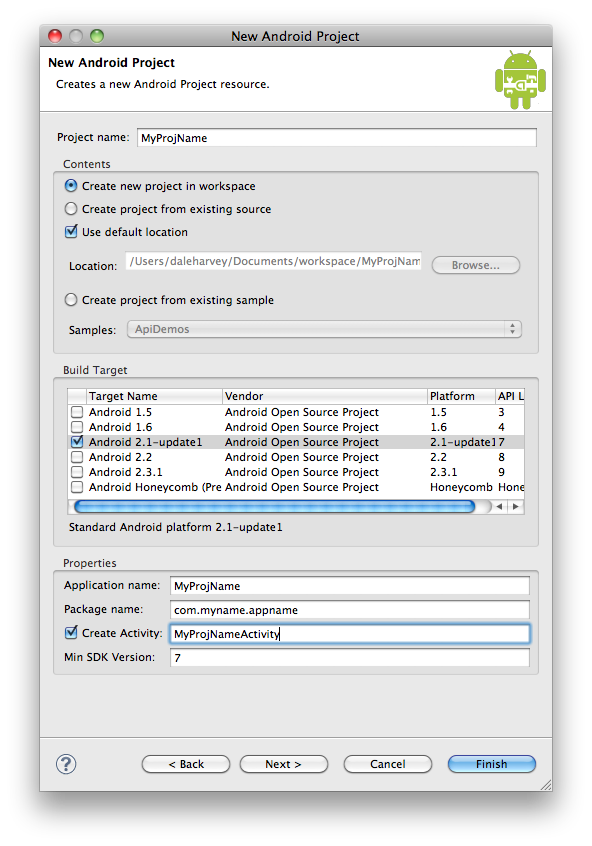 New Android Project
New Android Project
Creates a new Android Project resource.
Project name: MyProjName
Contents
Create new project in workspace
Create project from existing source
Use default location
Location: /Users/daleharvey/Documents/workspace/MyProjNam Browse...
Create project from existing sample
Samples: ApiDemos
Build Target
Target Name Vendor Platform API L
Android 1.5 Android Open Source Project 1.5 3
Android 1.6 Android Open Source Project 1.6 4
Android 2.1-update1 Android Open Source Project 2.1-update1 7
Android 2.2 Android Open Source Project 2.2 8
Android 2.3.1 Android Open Source Project 2.3.1 9
Android Honeycomb (Pre Android Open Source Project Honeycomb Hone
Standard Android platform 2.1-update1
Properties
Application name: MyProjName
Package name: com.myname.appname
Create Activity: MyProjNameActivity
Min SDK Version: 7
? < Back Next > Cancel Finish